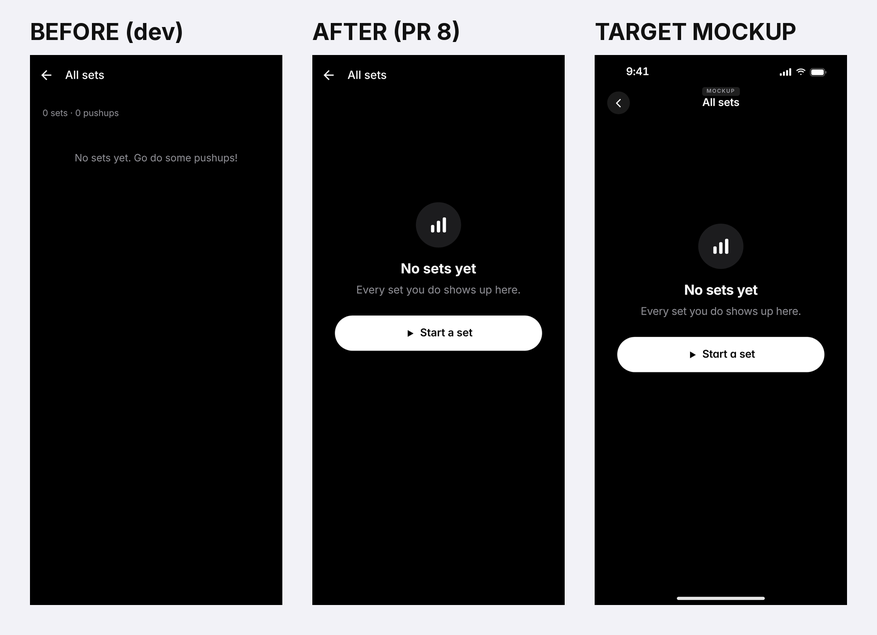 BEFORE (dev)
All sets
0 sets · 0 pushups
No sets yet. Go do some pushups!
AFTER (PR 8)
All sets
No sets yet
Every set you do shows up here.
Start a set
TARGET MOCKUP
9:41
MOCKUP
All sets
No sets yet
Every set you do shows up here.
Start a set